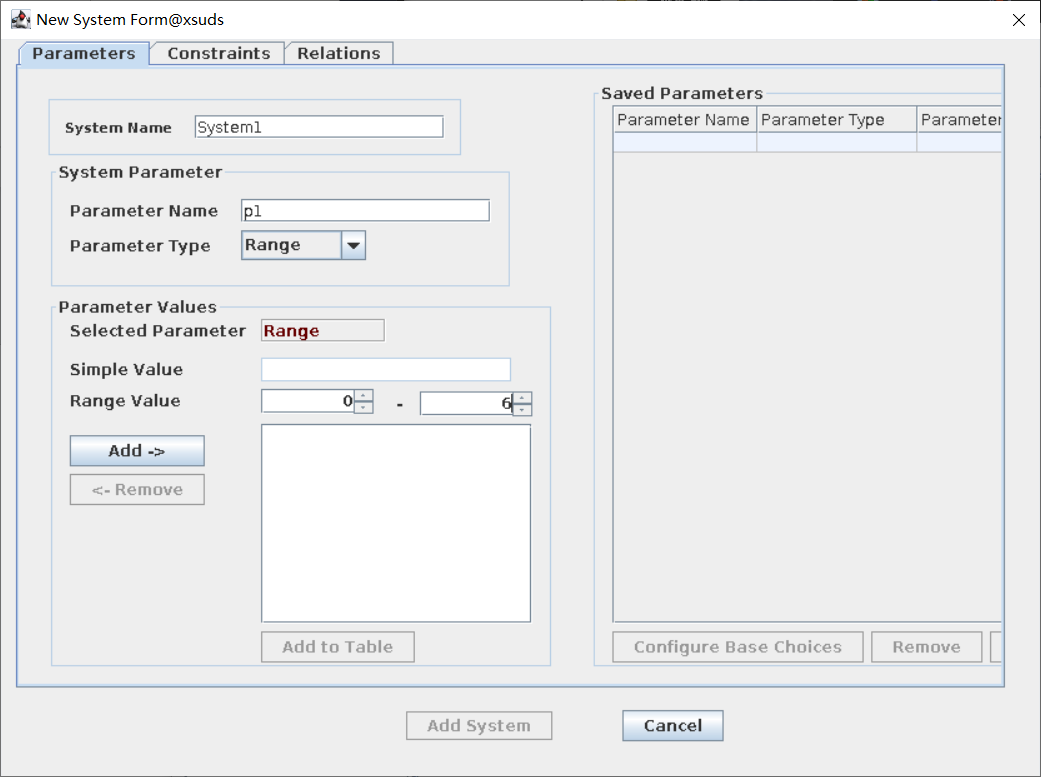 New System Form@xsuds
Parameters Constraints Relations
System Name System1
System Parameter
Parameter Name p1
Parameter Type Range
Parameter Values
Selected Parameter Range
Simple Value
Range Value 0 - 6
Add ->
<- Remove
Add to Table
Saved Parameters
Parameter Name Parameter Type Parameter
Configure Base Choices Remove
Add System Cancel